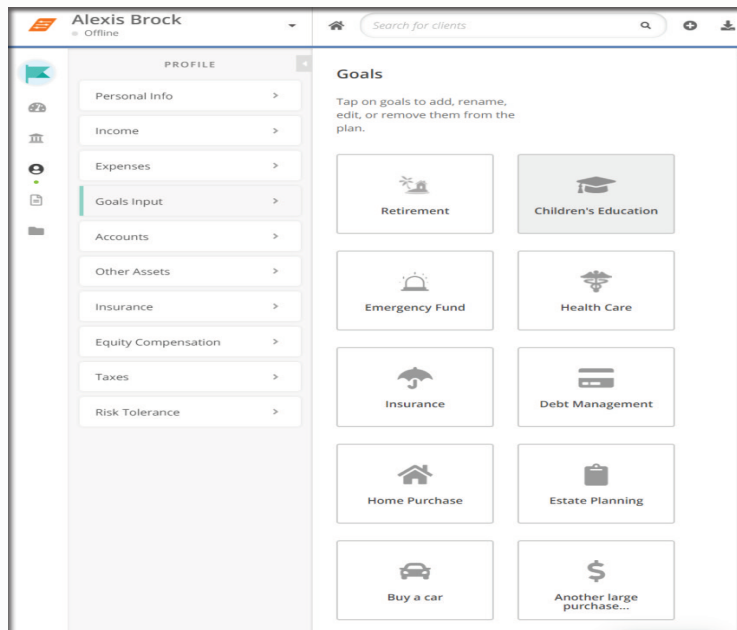 Alexis Brock
Offline
Search for clients
PROFILE
Personal Info
Income
Expenses
Goals Input
Accounts
Other Assets
Insurance
Equity Compensation
Taxes
Risk Tolerance
Goals
Tap on goals to add, rename,
edit, or remove them from the
plan.
Retirement
Children's Education
Emergency Fund
Health Care
Insurance
Debt Management
Home Purchase
Estate Planning
Buy a car
Another large
purchase...